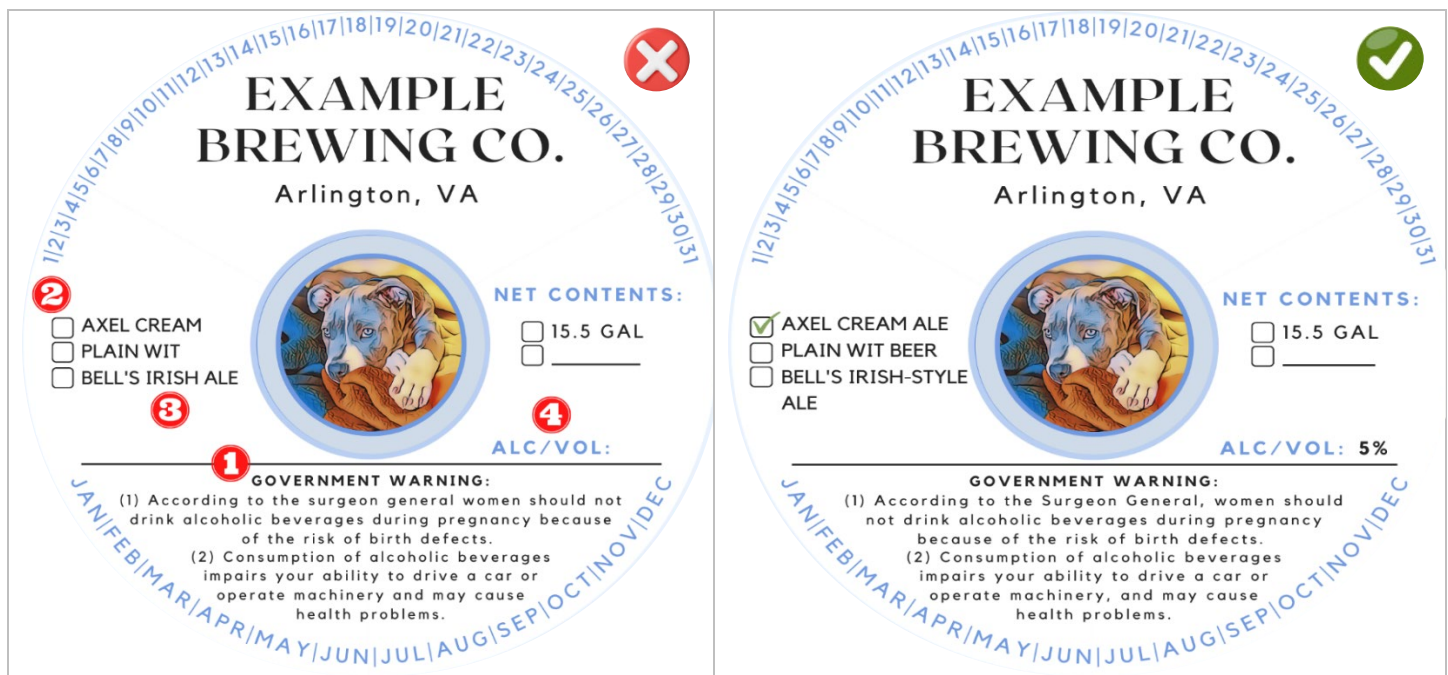 1|2|3|4|5|6|7|8|9|10|11|12|13|14|15|16|17|18|19|20|21|22|23|24|25|26|27|28|29|30|31
EXAMPLE
BREWING CO.
Arlington, VA
2
AXEL CREAM
PLAIN WIT
BELL'S IRISH ALE
3
NET CONTENTS:
15.5 GAL
4
ALC/VOL:
1
GOVERNMENT WARNING:
(1) According to the surgeon general women should not
drink alcoholic beverages during pregnancy because
of the risk of birth defects.
(2) Consumption of alcoholic beverages
impairs your ability to drive a car or
operate machinery and may cause
health problems.
JAN|FEB|MAR|APR|MAY|JUN|JUL|AUG|SEP|OCT|NOV|DEC
1|2|3|4|5|6|7|8|9|10|11|12|13|14|15|16|17|18|19|20|21|22|23|24|25|26|27|28|29|30|31
EXAMPLE
BREWING CO.
Arlington, VA
AXEL CREAM ALE
PLAIN WIT BEER
BELL'S IRISH-STYLE
ALE
NET CONTENTS:
15.5 GAL
ALC/VOL: 5%
GOVERNMENT WARNING:
(1) According to the Surgeon General, women should
not drink alcoholic beverages during pregnancy
because of the risk of birth defects.
(2) Consumption of alcoholic beverages
impairs your ability to drive a car or
operate machinery, and may cause
health problems.
JAN|FEB|MAR|APR|MAY|JUN|JUL|AUG|SEP|OCT|NOV|DEC